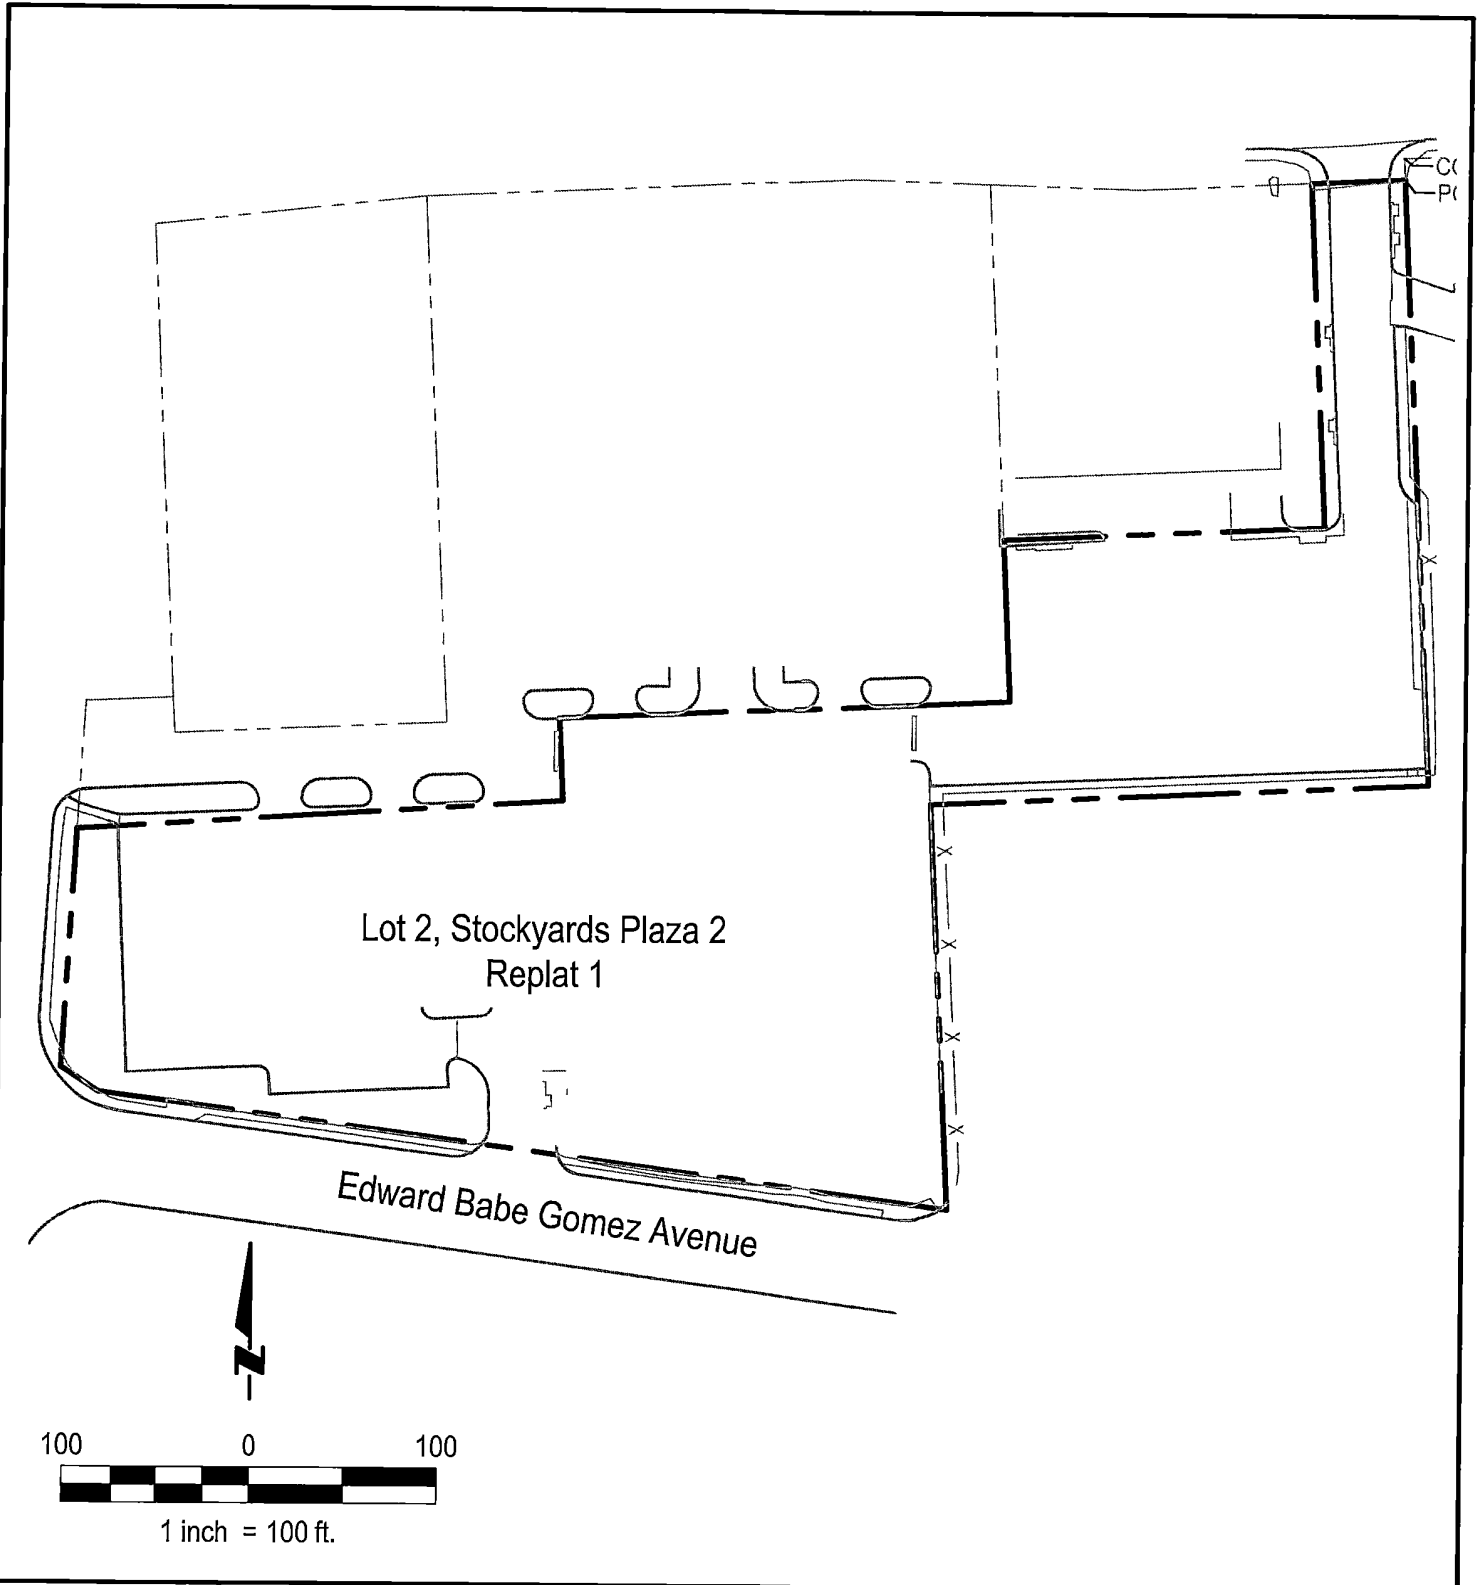 C(
P(
Lot 2, Stockyards Plaza 2
Replat 1
X
X
X
X
X
Edward Babe Gomez Avenue
N
100 0 100
1 inch = 100 ft.